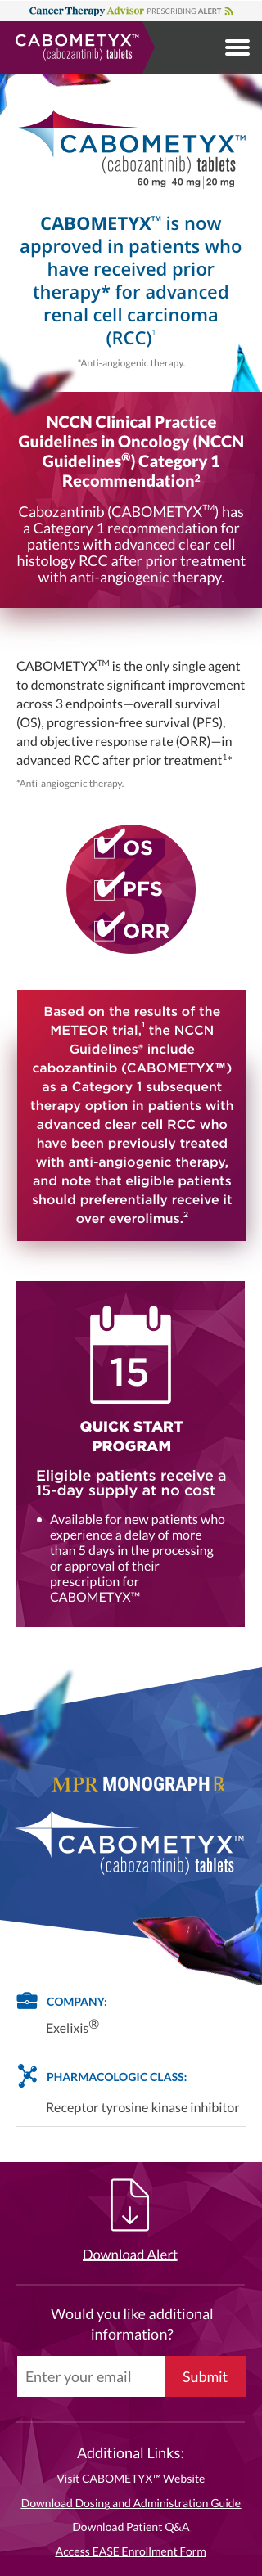 Cancer Therapy Advisor PRESCRIBING ALERT
CABOMETYX™
(cabozantinib) tablets
CABOMETYX™
(cabozantinib) tablets
60 mg | 40 mg | 20 mg
CABOMETYX™ is now
approved in patients who
have received prior
therapy* for advanced
renal cell carcinoma
(RCC)¹
*Anti-angiogenic therapy.
NCCN Clinical Practice
Guidelines in Oncology (NCCN
Guidelines®) Category 1
Recommendation²
Cabozantinib (CABOMETYX™) has
a Category 1 recommendation for
patients with advanced clear cell
histology RCC after prior treatment
with anti-angiogenic therapy.
CABOMETYX™ is the only single agent
to demonstrate significant improvement
across 3 endpoints—overall survival
(OS), progression-free survival (PFS),
and objective response rate (ORR)—in
advanced RCC after prior treatment¹*
*Anti-angiogenic therapy.
3
OS
PFS
ORR
Based on the results of the
METEOR trial,¹ the NCCN
Guidelines® include
cabozantinib (CABOMETYX™)
as a Category 1 subsequent
therapy option in patients with
advanced clear cell RCC who
have been previously treated
with anti-angiogenic therapy,
and note that eligible patients
should preferentially receive it
over everolimus.²
15
QUICK START
PROGRAM
Eligible patients receive a
15-day supply at no cost
• Available for new patients who
experience a delay of more
than 5 days in the processing
or approval of their
prescription for
CABOMETYX™
MPR MONOGRAPH ℞
CABOMETYX™
(cabozantinib) tablets
COMPANY:
Exelixis®
PHARMACOLOGIC CLASS:
Receptor tyrosine kinase inhibitor
Download Alert
Would you like additional
information?
Enter your email
Submit
Additional Links:
Visit CABOMETYX™ Website
Download Dosing and Administration Guide
Download Patient Q&A
Access EASE Enrollment Form